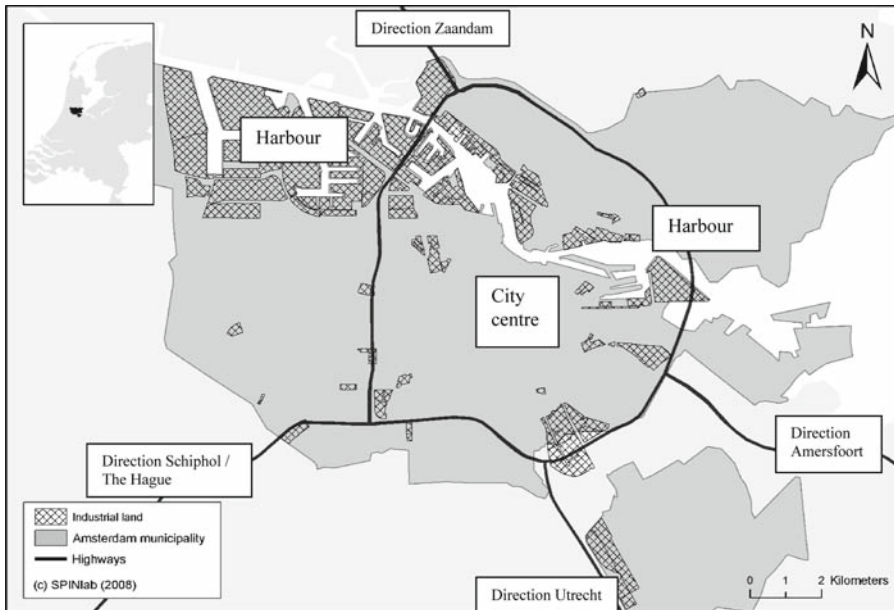 Direction Zaandam
N
Harbour
Harbour
City
centre
Direction Schiphol /
The Hague
Direction
Amersfoort
Industrial land
Amsterdam municipality
Highways
(c) SPINlab (2008)
Direction Utrecht
0 1 2 Kilometers